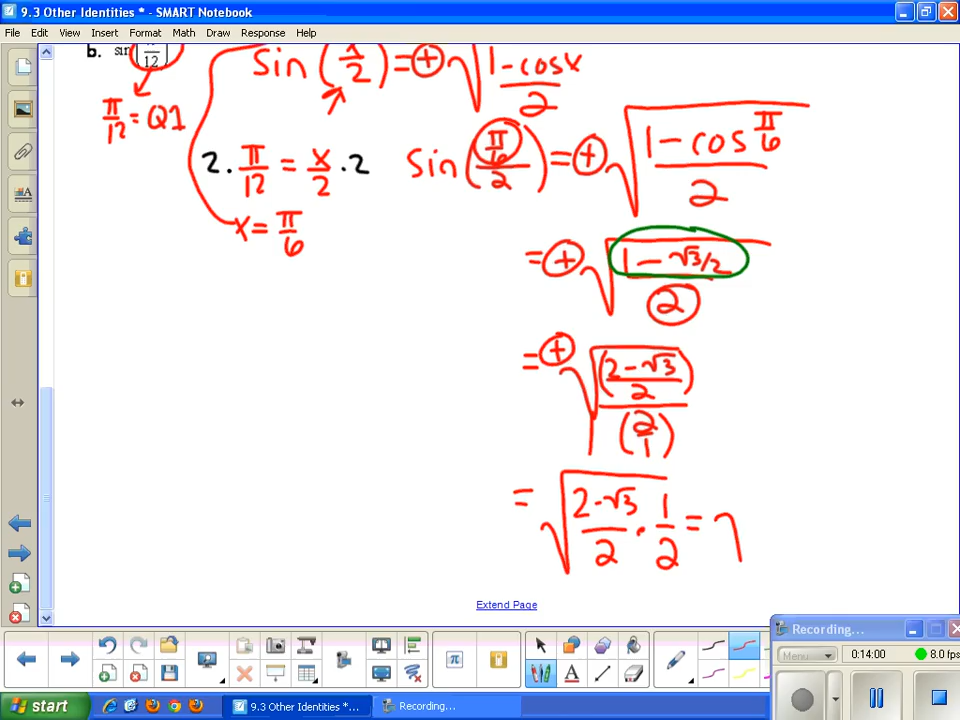 9.3 Other Identities * - SMART Notebook
File Edit View Insert Format Math Draw Response Help
b. sin π/12
sin (x/2) = + √((1-cosx)/2)
π/12 = Q1
2 · π/12 = x/2 · 2
x = π/6
sin ((π/6)/2) = + √((1 - cos π/6)/2)
= + √((1 - √3/2)/2)
= + √(((2-√3)/2)/(2/1))
= √((2-√3)/2 · 1/2) =
Extend Page
Recording...
Menu
0:14:00
8.0 fps
π
A
start
9.3 Other Identities *...
Recording...